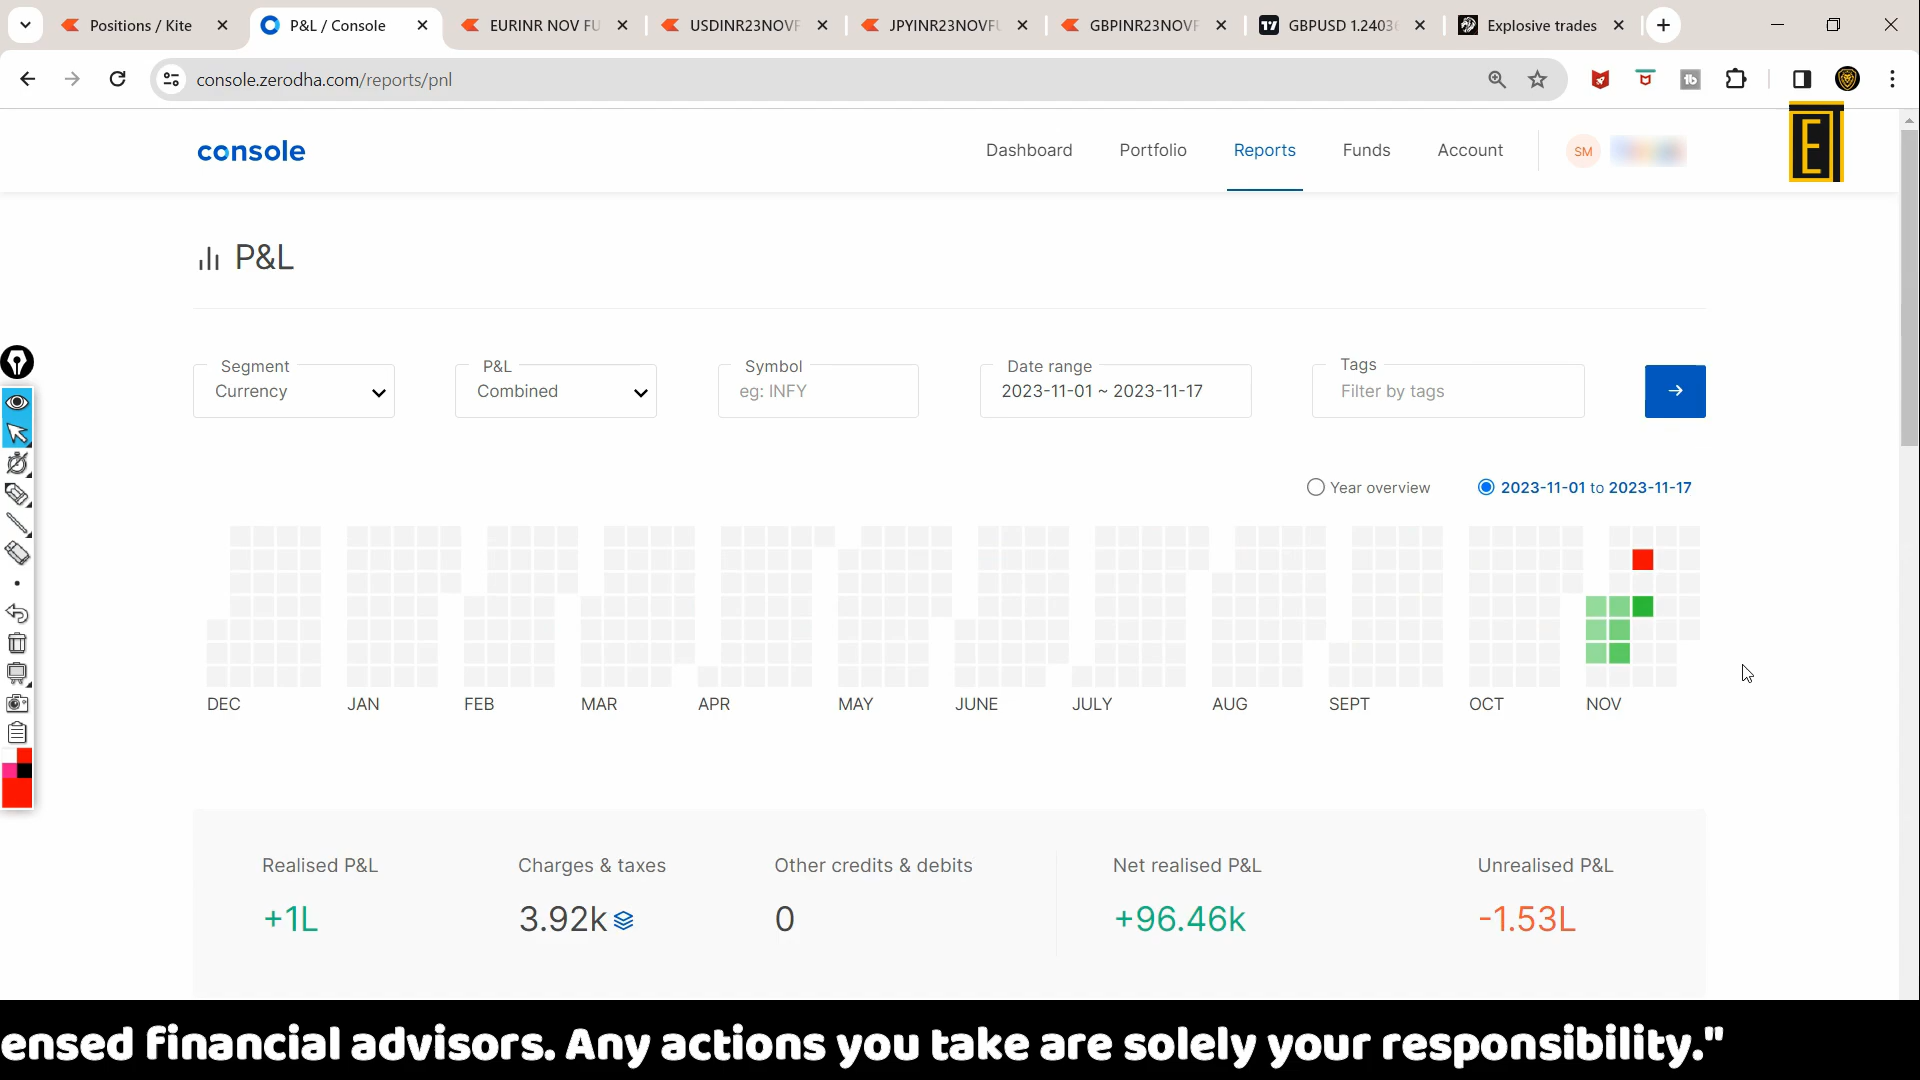 Positions / Kite
P&L / Console
EURINR NOV FU
USDINR23NOVF
JPYINR23NOVFU
GBPINR23NOVF
GBPUSD 1.2403
Explosive trades
console.zerodha.com/reports/pnl
console
Dashboard
Portfolio
Reports
Funds
Account
SM
E
P&L
Segment
Currency
P&L
Combined
Symbol
eg: INFY
Date range
2023-11-01 ~ 2023-11-17
Tags
Filter by tags
Year overview
2023-11-01 to 2023-11-17
DEC
JAN
FEB
MAR
APR
MAY
JUNE
JULY
AUG
SEPT
OCT
NOV
Realised P&L
+1L
Charges & taxes
3.92k
Other credits & debits
0
Net realised P&L
+96.46k
Unrealised P&L
-1.53L
ensed financial advisors. Any actions you take are solely your responsibility."